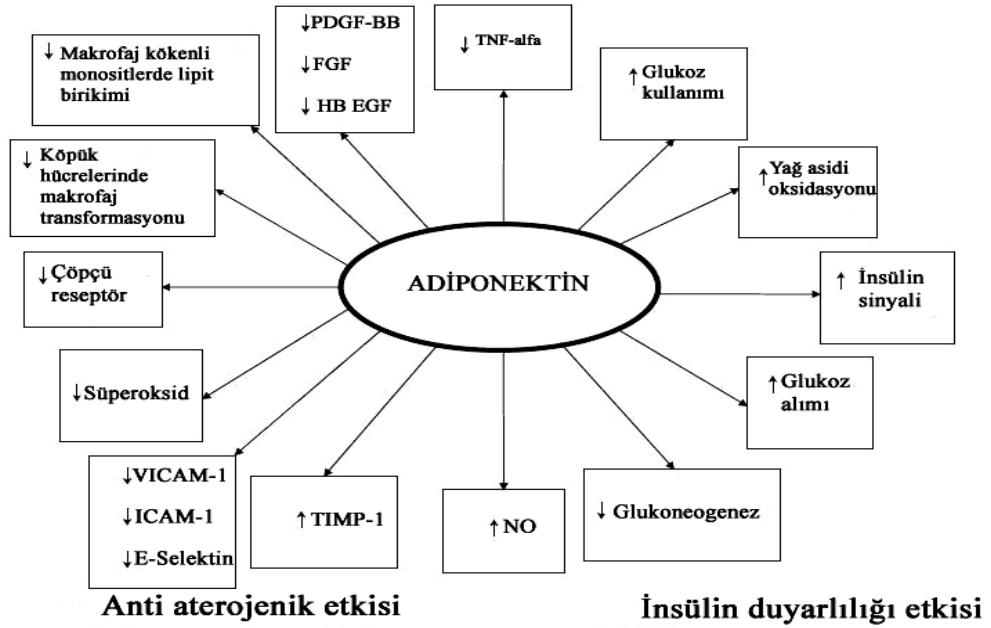 ↓ Makrofaj kökenli
monositlerde lipit
birikimi
↓PDGF-BB
↓FGF
↓ HB EGF
↓ TNF-alfa
↑ Glukoz
kullanımı
↓ Köpük
hücrelerinde
makrofaj
transformasyonu
↑ Yağ asidi
oksidasyonu
↓ Çöpçü
reseptör
ADİPONEKTİN
↑ İnsülin
sinyali
↓ Süperoksid
↑ Glukoz
alımı
↓VICAM-1
↓ICAM-1
↓E-Selektin
↑ TIMP-1
↑ NO
↓ Glukoneogenez
Anti aterojenik etkisi
İnsülin duyarlılığı etkisi